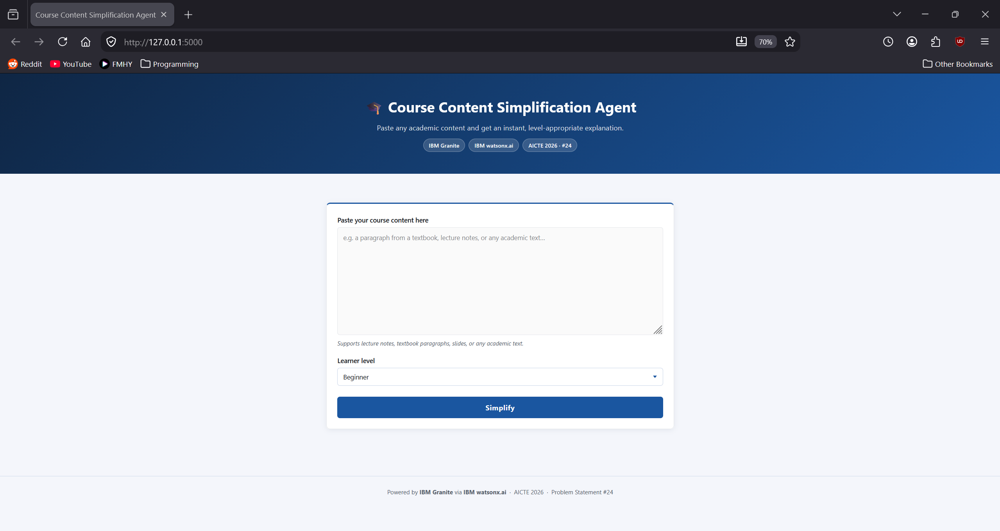 Course Content Simplification Agent
http://127.0.0.1:5000
70%
Reddit
YouTube
FMHY
Programming
Other Bookmarks
Course Content Simplification Agent
Paste any academic content and get an instant, level-appropriate explanation.
IBM Granite
IBM watsonx.ai
AICTE 2026 · #24
Paste your course content here
e.g. a paragraph from a textbook, lecture notes, or any academic text...
Supports lecture notes, textbook paragraphs, slides, or any academic text.
Learner level
Beginner
Simplify
Powered by IBM Granite via IBM watsonx.ai · AICTE 2026 · Problem Statement #24